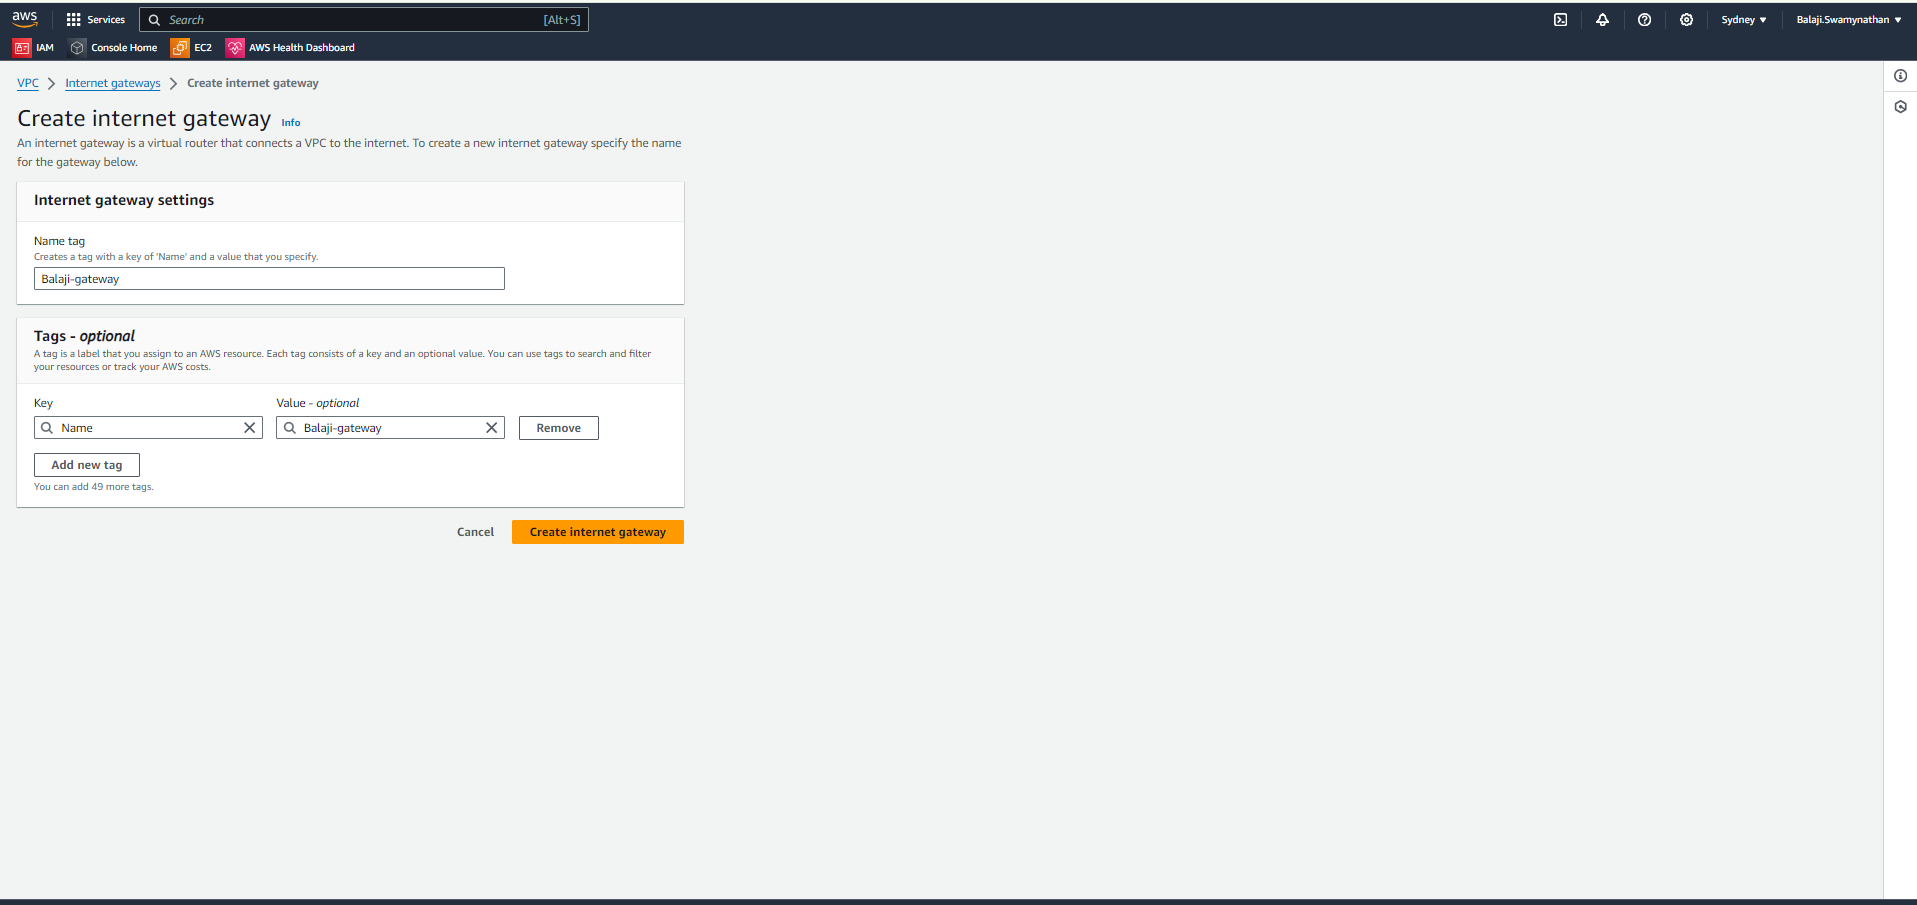 aws
Services
Search
[Alt+S]
Sydney
Balaji.Swamynathan
IAM
Console Home
EC2
AWS Health Dashboard
VPC
Internet gateways
Create internet gateway
Create internet gateway Info
An internet gateway is a virtual router that connects a VPC to the internet. To create a new internet gateway specify the name
for the gateway below.
Internet gateway settings
Name tag
Creates a tag with a key of 'Name' and a value that you specify.
Balaji-gateway
Tags - optional
A tag is a label that you assign to an AWS resource. Each tag consists of a key and an optional value. You can use tags to search and filter
your resources or track your AWS costs.
Key
Value - optional
Name
Balaji-gateway
Remove
Add new tag
You can add 49 more tags.
Cancel
Create internet gateway